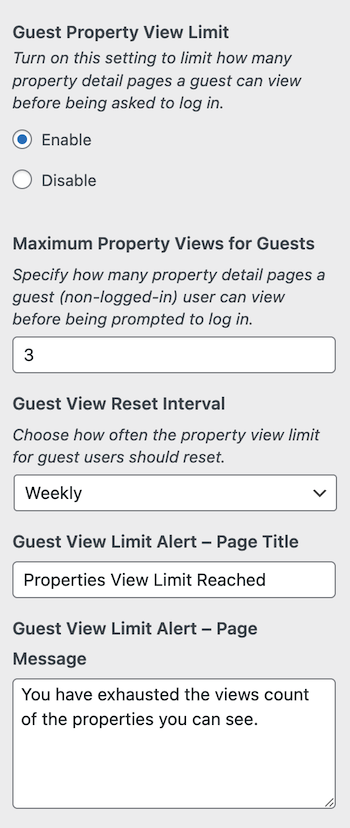 Guest Property View Limit
Turn on this setting to limit how many
property detail pages a guest can view
before being asked to log in.
Enable
Disable
Maximum Property Views for Guests
Specify how many property detail pages a
guest (non-logged-in) user can view
before being prompted to log in.
3
Guest View Reset Interval
Choose how often the property view limit
for guest users should reset.
Weekly
Guest View Limit Alert – Page Title
Properties View Limit Reached
Guest View Limit Alert – Page
Message
You have exhausted the views count
of the properties you can see.